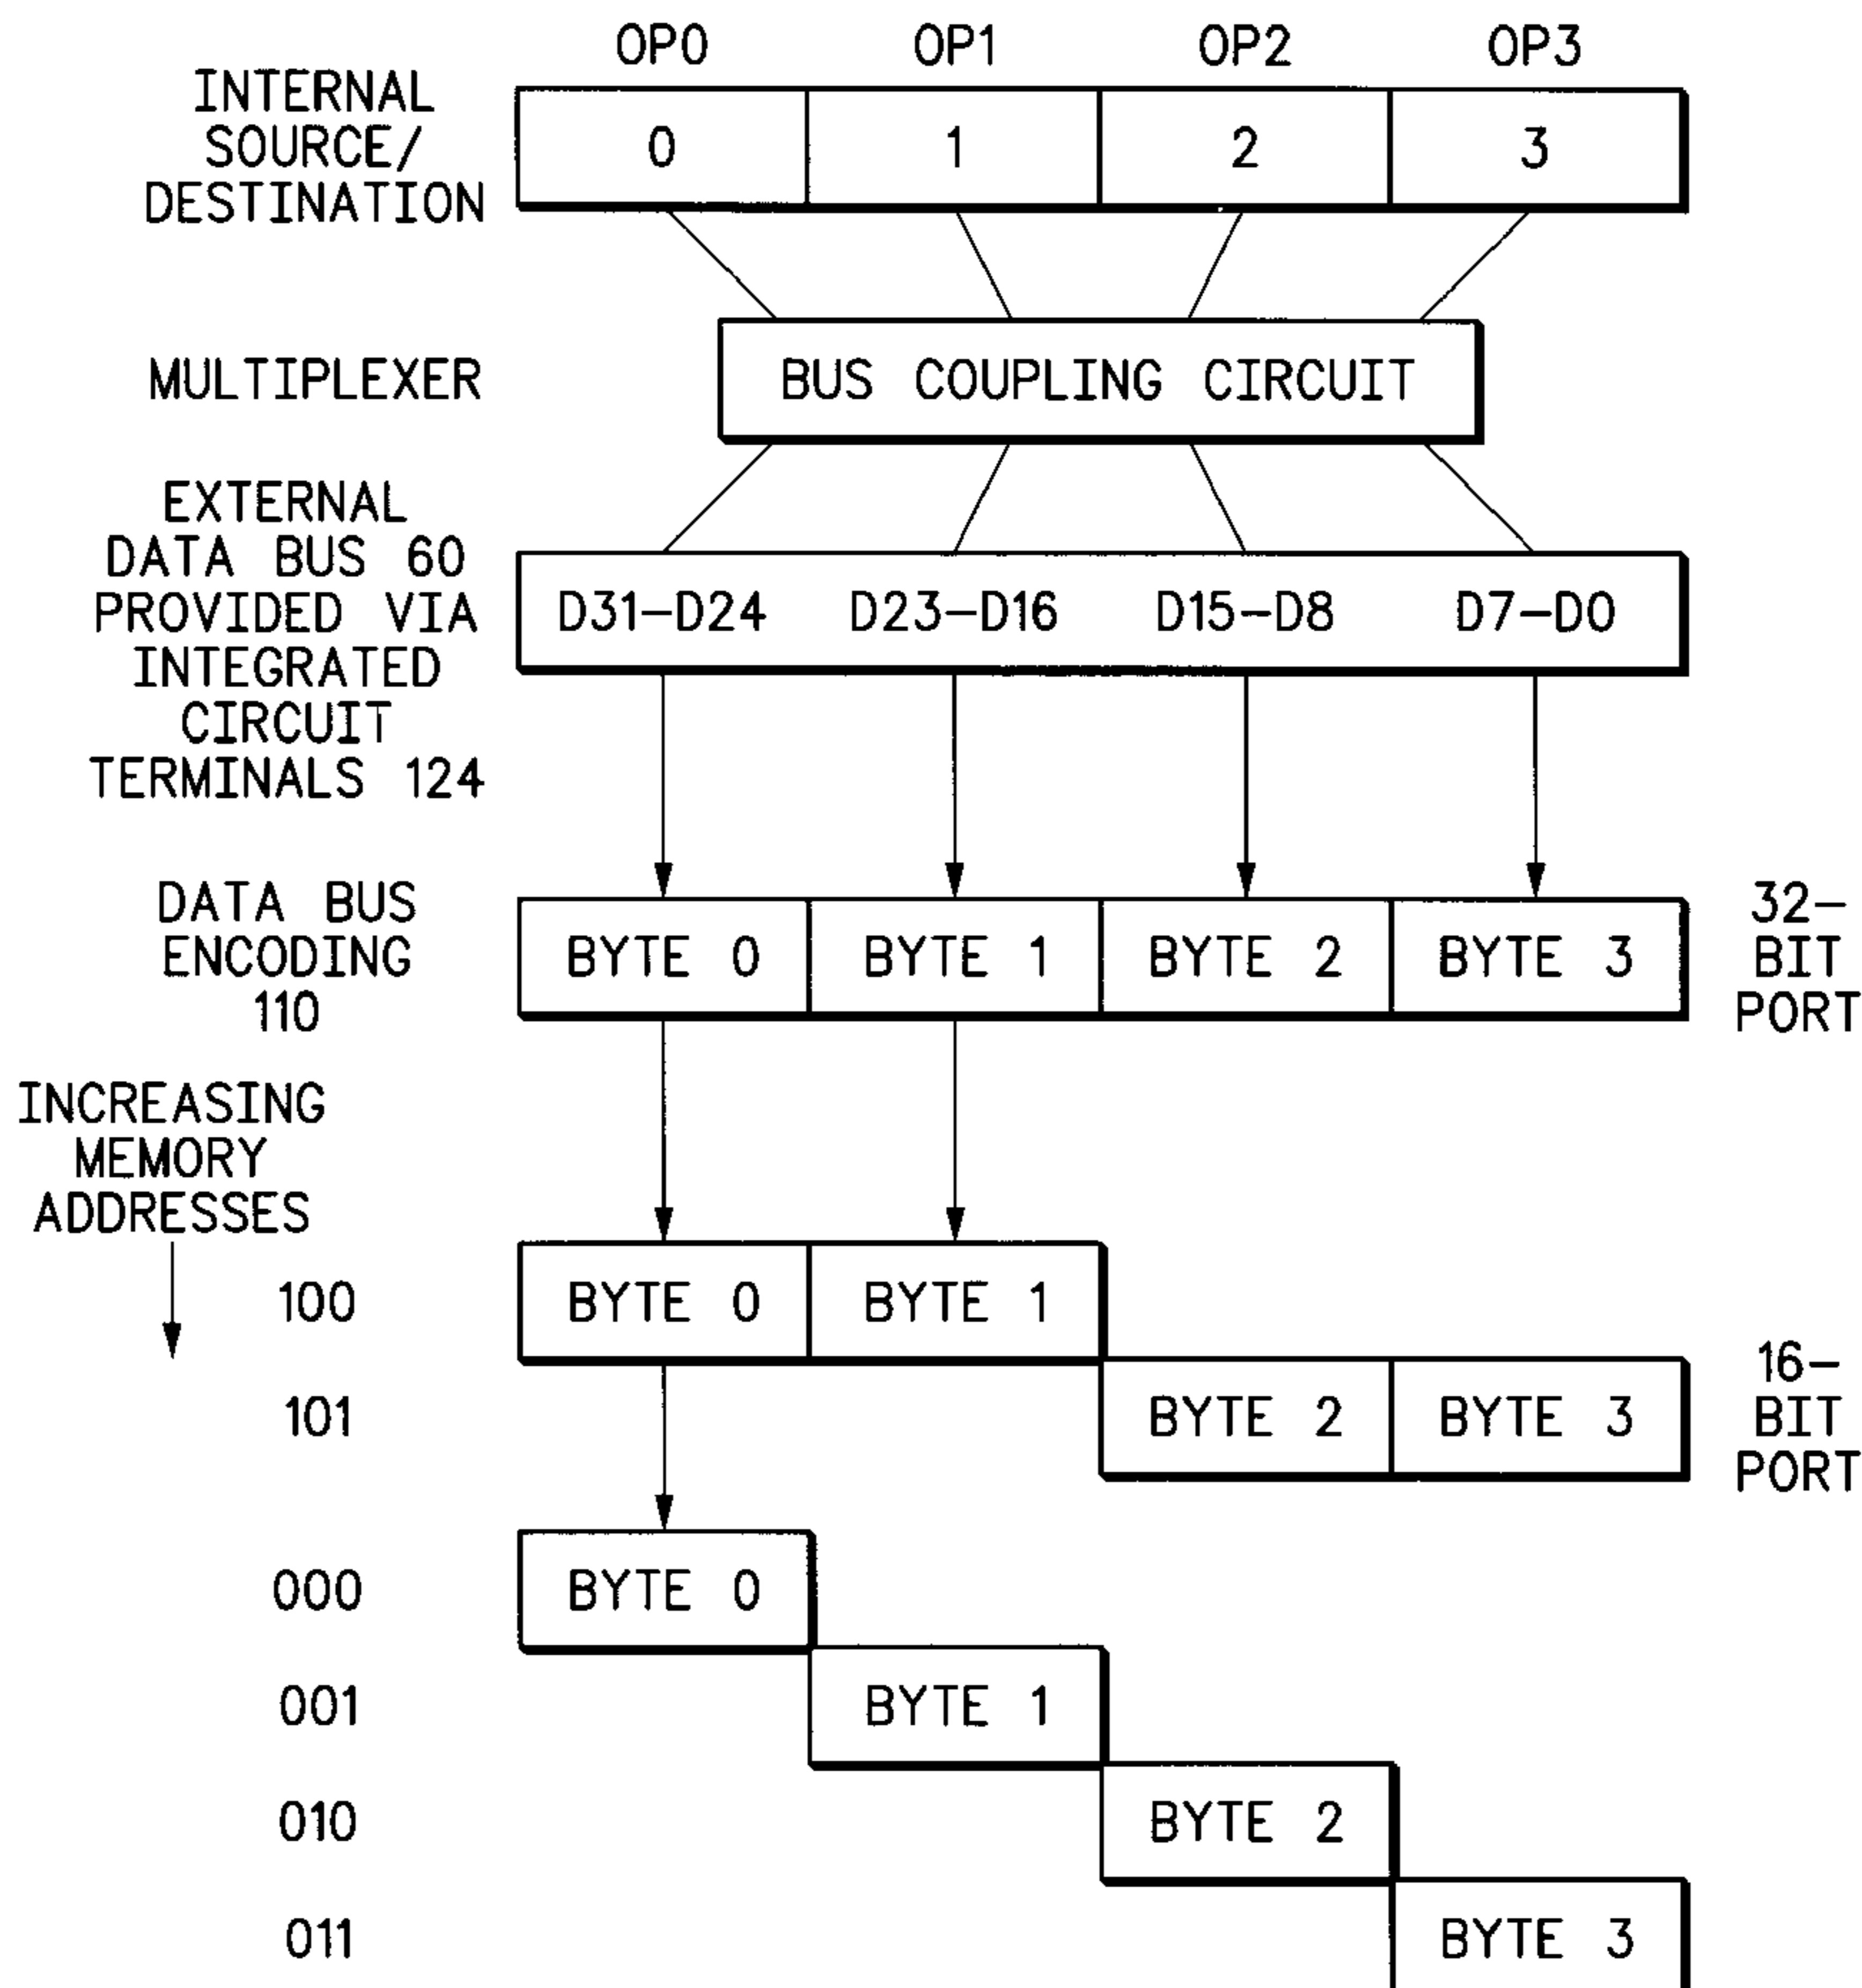 OP0 OP1 OP2 OP3
INTERNAL
SOURCE/
DESTINATION
0 1 2 3
MULTIPLEXER
BUS COUPLING CIRCUIT
EXTERNAL
DATA BUS 60
PROVIDED VIA
INTEGRATED
CIRCUIT
TERMINALS 124
D31-D24 D23-D16 D15-D8 D7-D0
DATA BUS
ENCODING
110
BYTE 0 BYTE 1 BYTE 2 BYTE 3
32-
BIT
PORT
INCREASING
MEMORY
ADDRESSES
100 BYTE 0 BYTE 1
101 BYTE 2 BYTE 3
16-
BIT
PORT
000 BYTE 0
001 BYTE 1
010 BYTE 2
011 BYTE 3